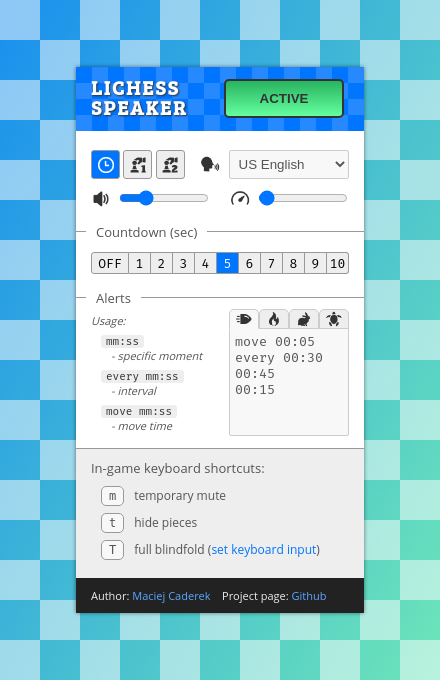 LICHESS
SPEAKER
ACTIVE
1 2 US English
Countdown (sec)
OFF 1 2 3 4 5 6 7 8 9 10
Alerts
Usage:
mm:ss
- specific moment
every mm:ss
- interval
move mm:ss
- move time
move 00:05
every 00:30
00:45
00:15
In-game keyboard shortcuts:
m temporary mute
t hide pieces
T full blindfold (set keyboard input)
Author: Maciej Caderek Project page: Github